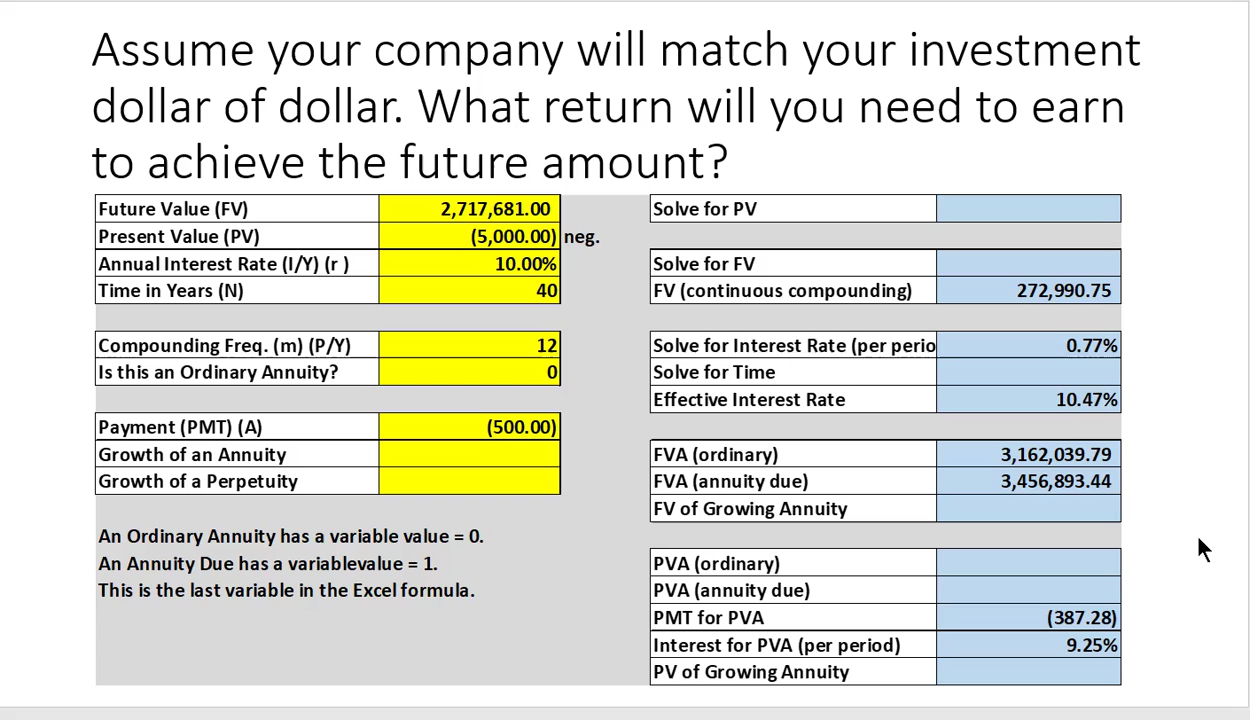 Assume your company will match your investment
dollar of dollar. What return will you need to earn
to achieve the future amount?
Future Value (FV) 2,717,681.00
Present Value (PV) (5,000.00) neg.
Annual Interest Rate (I/Y) (r ) 10.00%
Time in Years (N) 40
Compounding Freq. (m) (P/Y) 12
Is this an Ordinary Annuity? 0
Payment (PMT) (A) (500.00)
Growth of an Annuity
Growth of a Perpetuity
An Ordinary Annuity has a variable value = 0.
An Annuity Due has a variablevalue = 1.
This is the last variable in the Excel formula.
Solve for PV
Solve for FV
FV (continuous compounding) 272,990.75
Solve for Interest Rate (per perio 0.77%
Solve for Time
Effective Interest Rate 10.47%
FVA (ordinary) 3,162,039.79
FVA (annuity due) 3,456,893.44
FV of Growing Annuity
PVA (ordinary)
PVA (annuity due)
PMT for PVA (387.28)
Interest for PVA (per period) 9.25%
PV of Growing Annuity